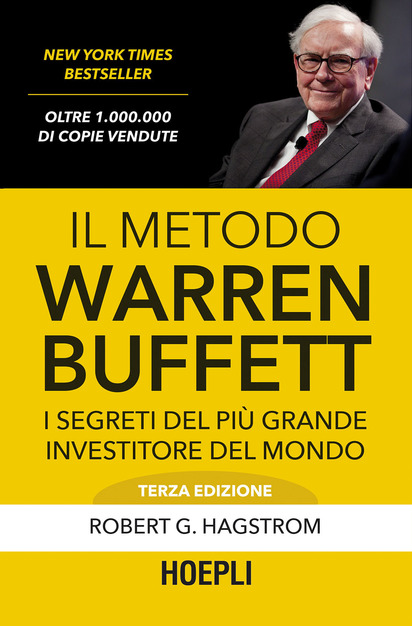 NEW YORK TIMES
BESTSELLER
OLTRE 1.000.000
DI COPIE VENDUTE
IL METODO
WARREN
BUFFETT
I SEGRETI DEL PIÙ GRANDE
INVESTITORE DEL MONDO
TERZA EDIZIONE
ROBERT G. HAGSTROM
HOEPLI